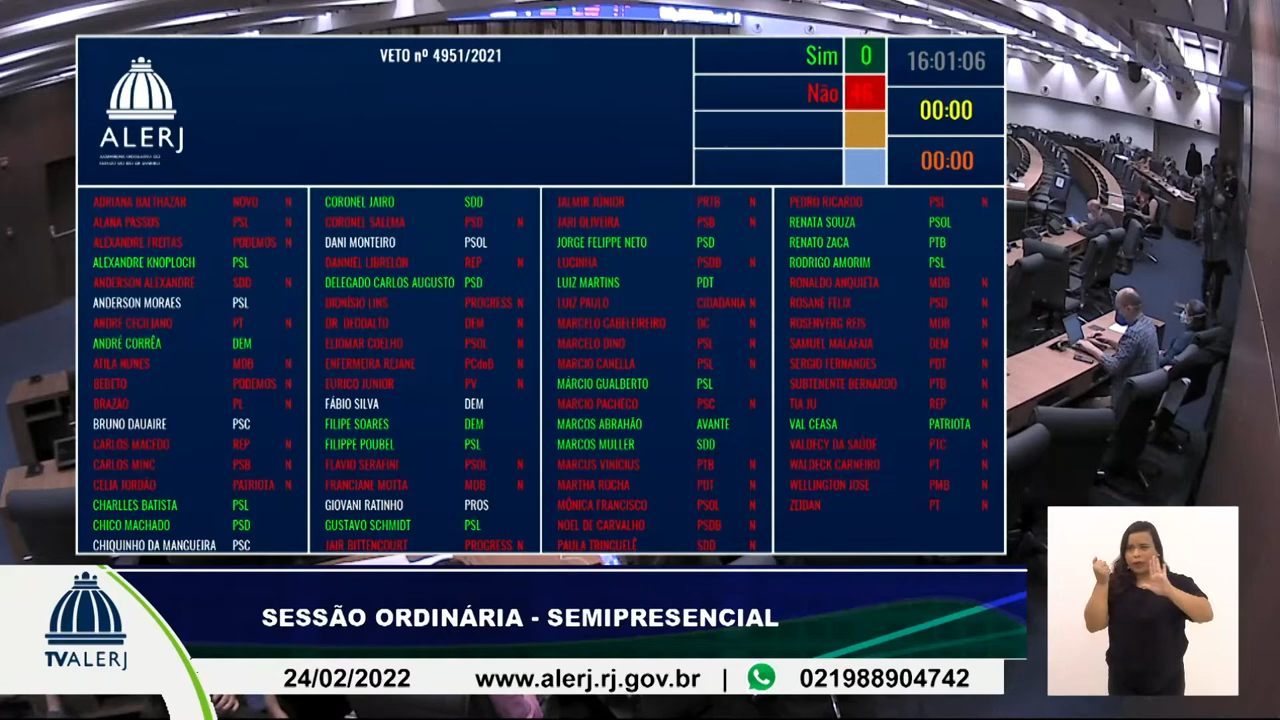 VETO nº 4951/2021
Sim 0
Não 46
16:01:06
00:00
00:00
ALERJ
ADRIANA BALTHAZAR NOVO N
ALANA PASSOS PSL N
ALEXANDRE FREITAS PODEMOS N
ALEXANDRE KNOPLOCH PSL
ANDERSON ALEXANDRE SDD N
ANDERSON MORAES PSL
ANDRÉ CECILIANO PT N
ANDRÉ CORRÊA DEM
ATILA NUNES MDB N
BEBETO PODEMOS N
BRAZÃO PL N
BRUNO DAUAIRE PSC
CARLOS MACEDO REP N
CARLOS MINC PSB N
CELIA JORDÃO PATRIOTA N
CHARLLES BATISTA PSL
CHICO MACHADO PSD
CHIQUINHO DA MANGUEIRA PSC
CORONEL JAIRO SDD
CORONEL SALEMA PSD N
DANI MONTEIRO PSOL
DANNIEL LIBRELON REP N
DELEGADO CARLOS AUGUSTO PSD
DIONÍSIO LINS PROGRESS N
DR. DEODALTO DEM N
ELIOMAR COELHO PSOL N
ENFERMEIRA REJANE PCdoB N
EURICO JUNIOR PV N
FÁBIO SILVA DEM
FILIPE SOARES DEM
FILIPPE POUBEL PSL
FLAVIO SERAFINI PSOL N
FRANCIANE MOTTA MDB N
GIOVANI RATINHO PROS
GUSTAVO SCHMIDT PSL
JAIR BITTENCOURT PROGRESS N
JALMIR JÚNIOR PRTB N
JARI OLIVEIRA PSB N
JORGE FELIPPE NETO PSD
LUCINHA PSDB N
LUIZ MARTINS PDT
LUIZ PAULO CIDADANIA N
MARCELO CABELEIREIRO DC N
MARCELO DINO PSL N
MARCIO CANELLA PSL N
MÁRCIO GUALBERTO PSL
MARCIO PACHECO PSC N
MARCOS ABRAHÃO AVANTE
MARCOS MULLER SDD
MARCUS VINICIUS PTB N
MARTHA ROCHA PDT N
MÔNICA FRANCISCO PSOL N
NOEL DE CARVALHO PSDB N
PAULA TRINGUELÊ SDD N
PEDRO RICARDO PSL N
RENATA SOUZA PSOL
RENATO ZACA PTB
RODRIGO AMORIM PSL
RONALDO ANQUIETA MDB N
ROSANE FELIX PSD N
ROSENVERG REIS MDB N
SAMUEL MALAFAIA DEM N
SERGIO FERNANDES PDT N
SUBTENENTE BERNARDO PTB N
TIA JU REP N
VAL CEASA PATRIOTA
VALDECY DA SAÚDE PTC N
WALDECK CARNEIRO PT N
WELLINGTON JOSE PMB N
ZEIDAN PT N
TVALERJ
SESSÃO ORDINÁRIA - SEMIPRESENCIAL
24/02/2022 www.alerj.rj.gov.br | 021988904742